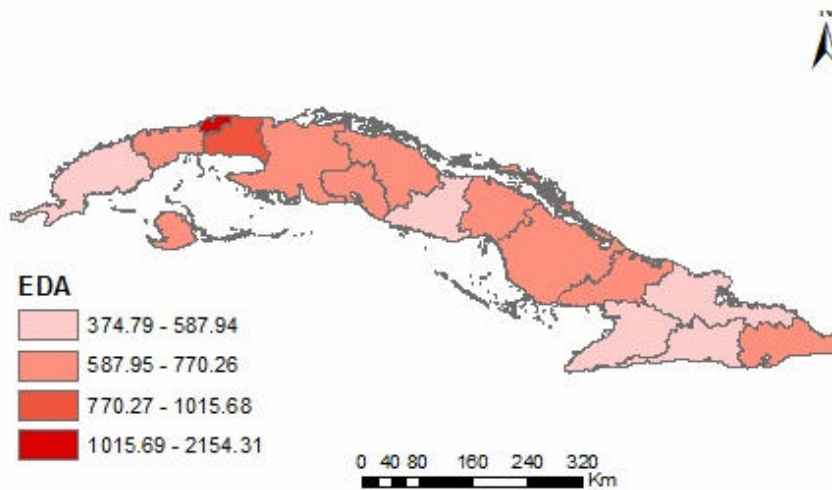 N
EDA
374.79 - 587.94
587.95 - 770.26
770.27 - 1015.68
1015.69 - 2154.31
0 40 80 160 240 320
Km